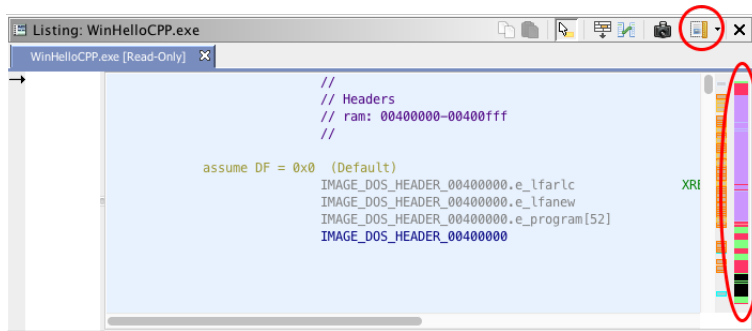 Listing: WinHelloCPP.exe
WinHelloCPP.exe [Read-Only]
//
// Headers
// ram: 00400000-00400fff
//
assume DF = 0x0 (Default)
IMAGE_DOS_HEADER_00400000.e_lfarlc XRE
IMAGE_DOS_HEADER_00400000.e_lfanew
IMAGE_DOS_HEADER_00400000.e_program[52]
IMAGE_DOS_HEADER_00400000